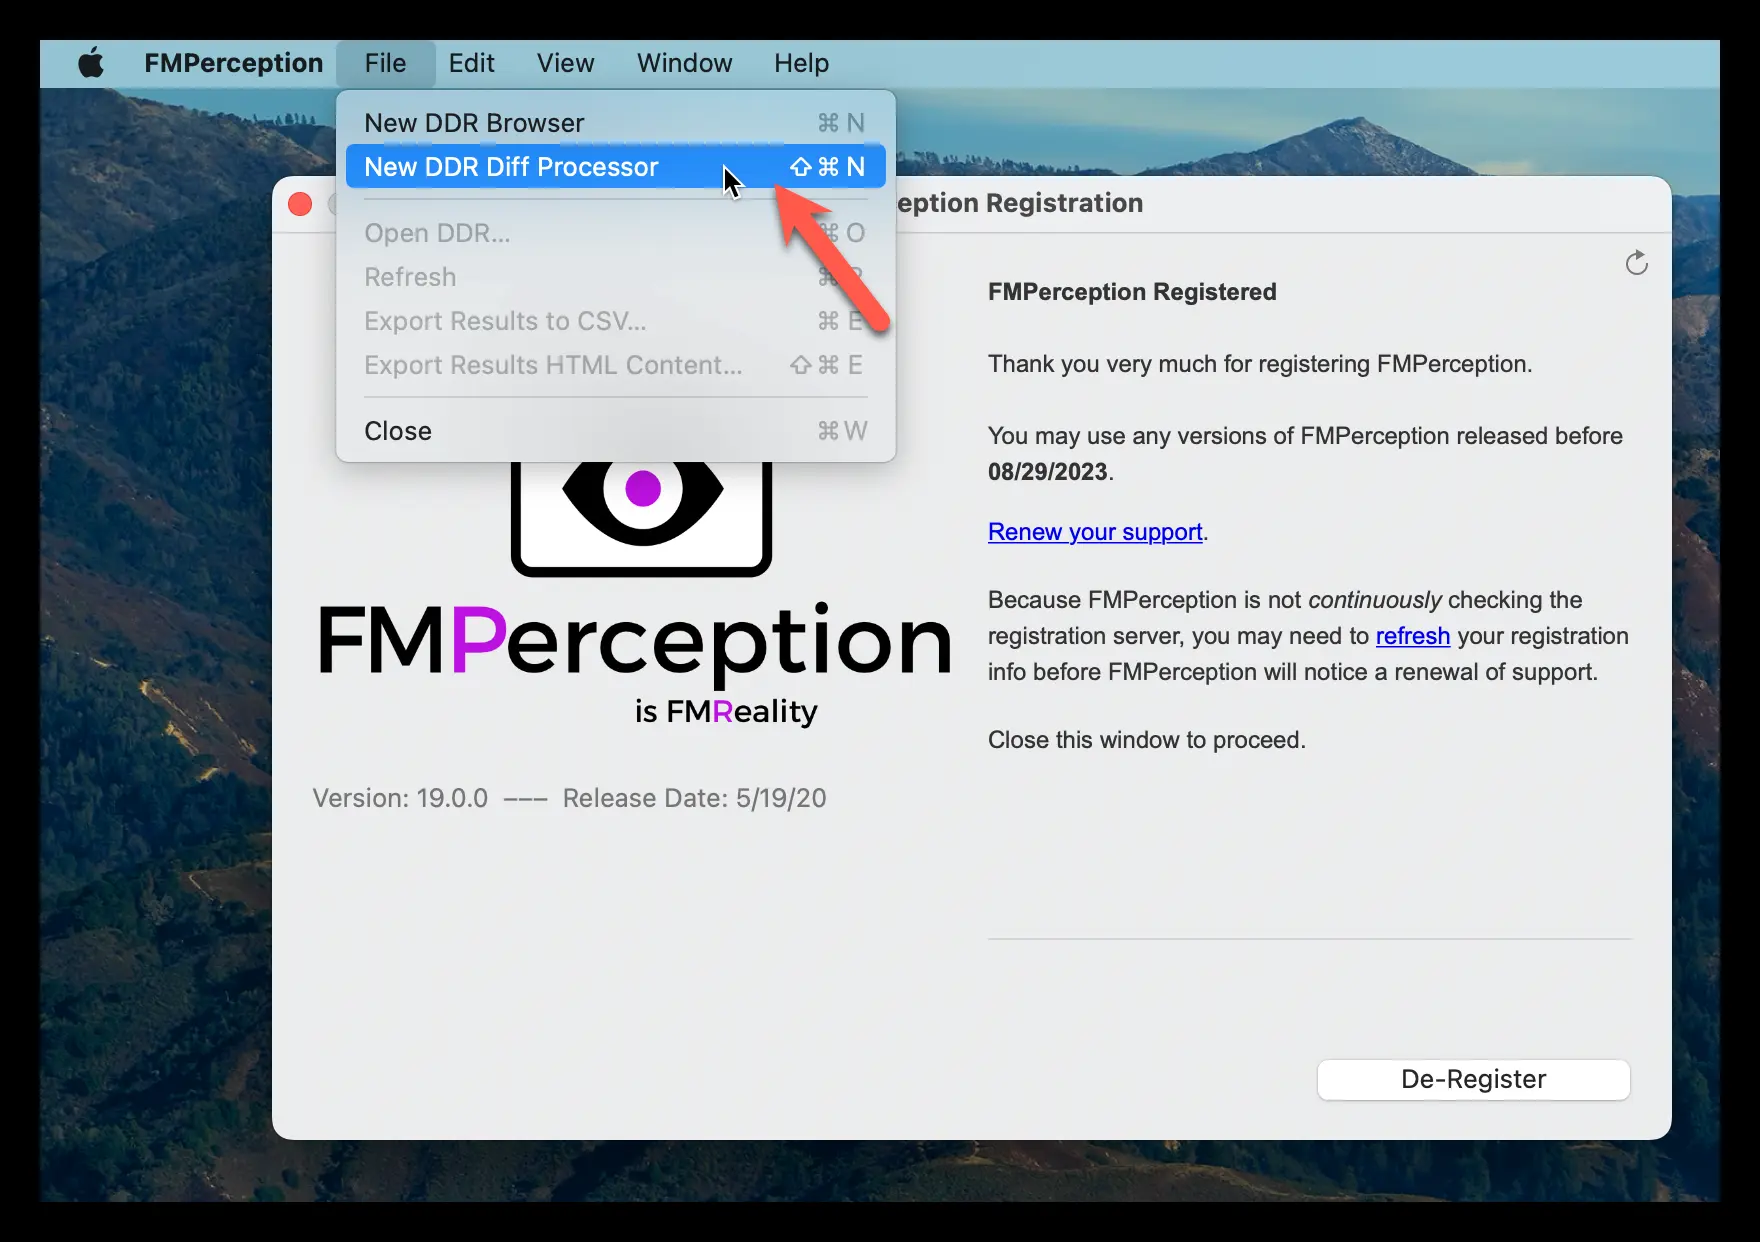 FMPerception File Edit View Window Help
New DDR Browser ⌘ N
New DDR Diff Processor ⇧ ⌘ N
Open DDR... ⌘ O
Refresh ⌘
Export Results to CSV... ⌘ E
Export Results HTML Content... ⇧ ⌘ E
Close ⌘ W
eption Registration
FMPerception
is FMReality
Version: 19.0.0 --- Release Date: 5/19/20
FMPerception Registered
Thank you very much for registering FMPerception.
You may use any versions of FMPerception released before
08/29/2023.
Renew your support.
Because FMPerception is not continuously checking the
registration server, you may need to refresh your registration
info before FMPerception will notice a renewal of support.
Close this window to proceed.
De-Register